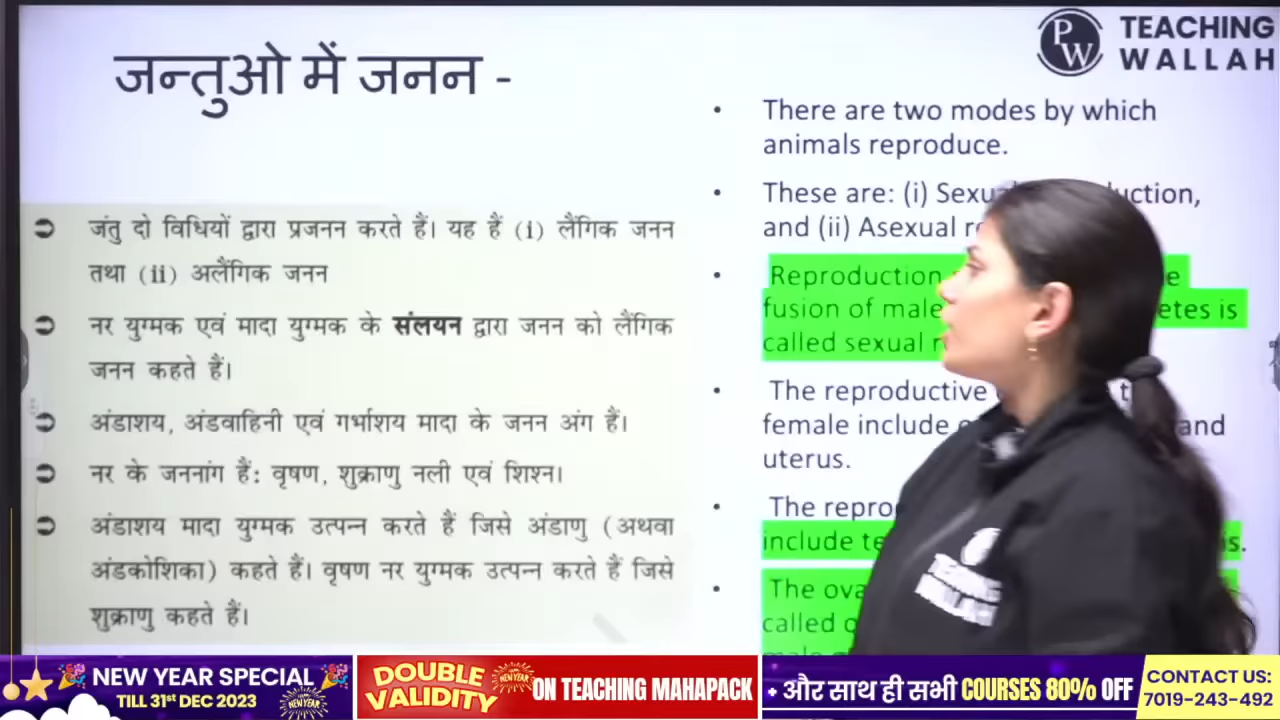 जन्तुओ में जनन -
जंतु दो विधियों द्वारा प्रजनन करते हैं। यह हैं (i) लैंगिक जनन
तथा (ii) अलैंगिक जनन
नर युग्मक एवं मादा युग्मक के संलयन द्वारा जनन को लैंगिक
जनन कहते हैं।
अंडाशय, अंडवाहिनी एवं गर्भाशय मादा के जनन अंग हैं।
नर के जननांग हैं: वृषण, शुक्राणु नली एवं शिश्न।
अंडाशय मादा युग्मक उत्पन्न करते हैं जिसे अंडाणु (अथवा
अंडकोशिका) कहते हैं। वृषण नर युग्मक उत्पन्न करते हैं जिसे
शुक्राणु कहते हैं।
PW TEACHING
WALLAH
There are two modes by which
animals reproduce.
These are: (i)
and (ii) Asexual
Reproduction
fusion of male is
called sexual
The reproductive
female include and
uterus.
The
include
The
called
TEACHING
WALLAH
NEW YEAR SPECIAL
TILL 31st DEC 2023
DOUBLE
VALIDITY
NEW YEAR
ON TEACHING MAHAPACK
+ और साथ ही सभी COURSES 80% OFF
CONTACT US:
7019-243-492